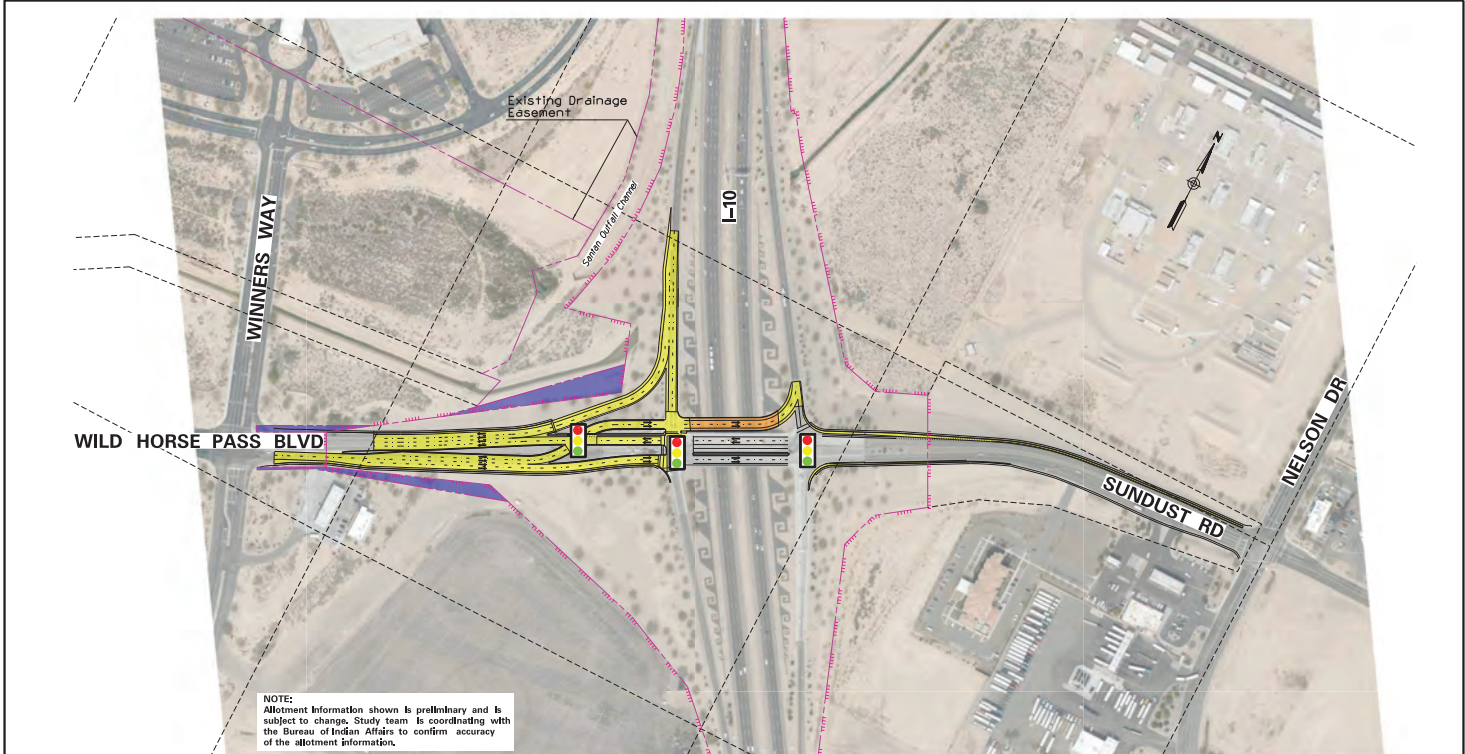 Existing Drainage
Easement
N
Santan Outfall Channel
I-10
WINNERS WAY
WILD HORSE PASS BLVD
NELSON DR
SUNDUST RD
NOTE:
Allotment information shown is preliminary and is
subject to change. Study team is coordinating with
the Bureau of Indian Affairs to confirm accuracy
of the allotment information.